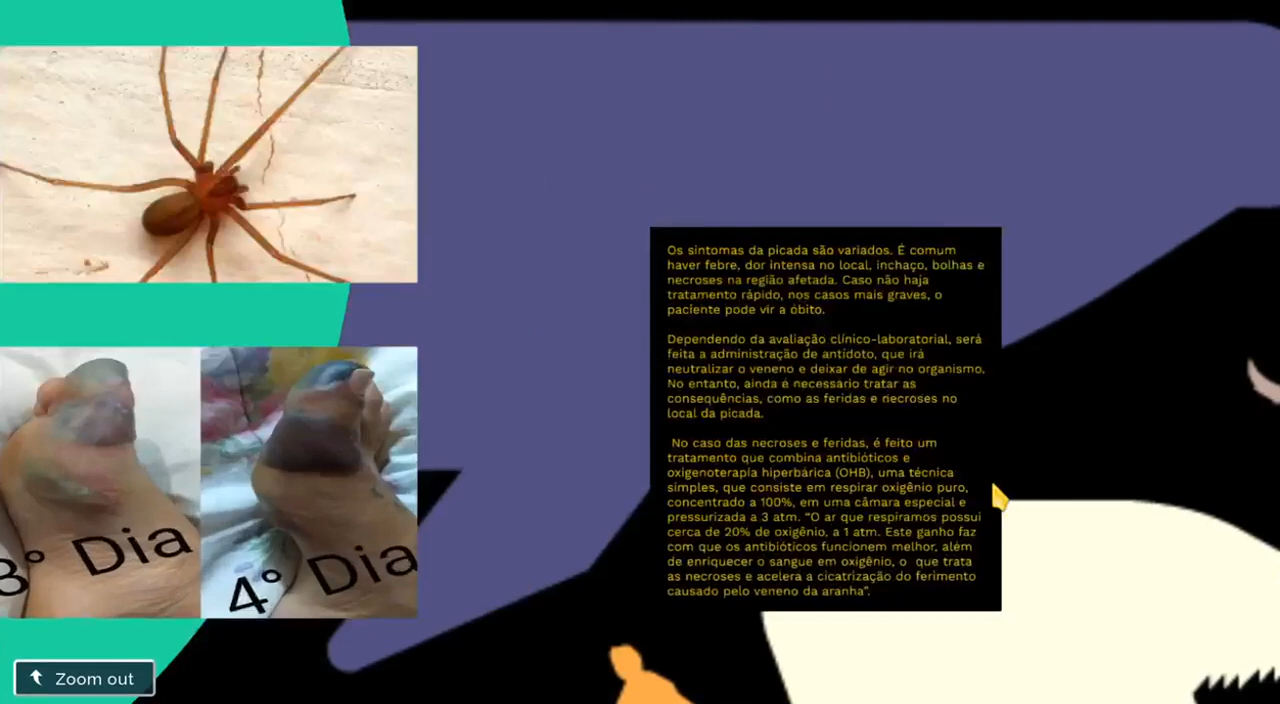 Os sintomas da picada são variados. É comum
haver febre, dor intensa no local, inchaço, bolhas e
necroses na região afetada. Caso não haja
tratamento rápido, nos casos mais graves, o
paciente pode vir a óbito.
Dependendo da avaliação clínico-laboratorial, será
feita a administração de antídoto, que irá
neutralizar o veneno e deixar de agir no organismo.
No entanto, ainda é necessário tratar as
consequências, como as feridas e necroses no
local da picada.
No caso das necroses e feridas, é feito um
tratamento que combina antibióticos e
oxigenoterapia hiperbárica (OHB), uma técnica
simples, que consiste em respirar oxigênio puro,
concentrado a 100%, em uma câmara especial e
pressurizada a 3 atm. “O ar que respiramos possui
cerca de 20% de oxigênio, a 1 atm. Este ganho faz
com que os antibióticos funcionem melhor, além
de enriquecer o sangue em oxigênio, o que trata
as necroses e acelera a cicatrização do ferimento
causado pelo veneno da aranha”.
3° Dia
4° Dia
Zoom out